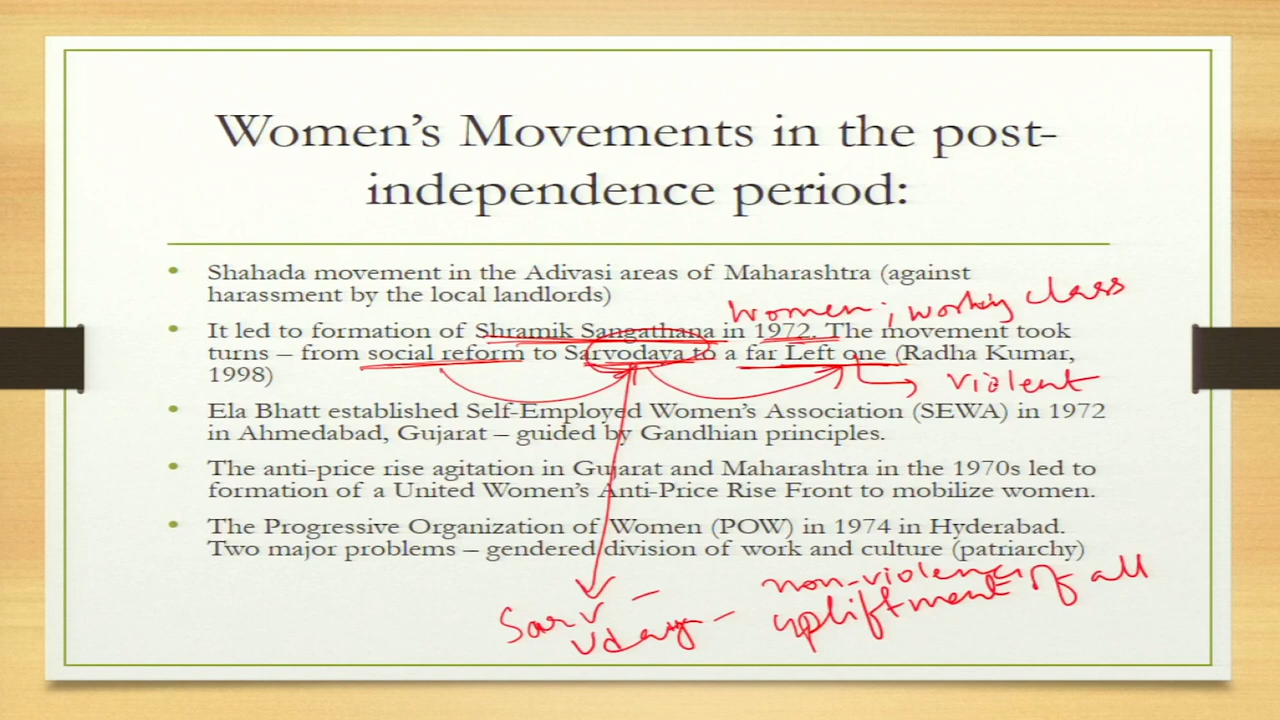 Women's Movements in the post-
independence period:
• Shahada movement in the Adivasi areas of Maharashtra (against
harassment by the local landlords)
women; working class
• It led to formation of Shramik Sangathana in 1972. The movement took
turns – from social reform to Sarvodaya to a far Left one (Radha Kumar,
1998)
violent
• Ela Bhatt established Self-Employed Women's Association (SEWA) in 1972
in Ahmedabad, Gujarat – guided by Gandhian principles.
• The anti-price rise agitation in Gujarat and Maharashtra in the 1970s led to
formation of a United Women's Anti-Price Rise Front to mobilize women.
• The Progressive Organization of Women (POW) in 1974 in Hyderabad.
Two major problems – gendered division of work and culture (patriarchy)
Sarv – non-violence
Uday – upliftment of all